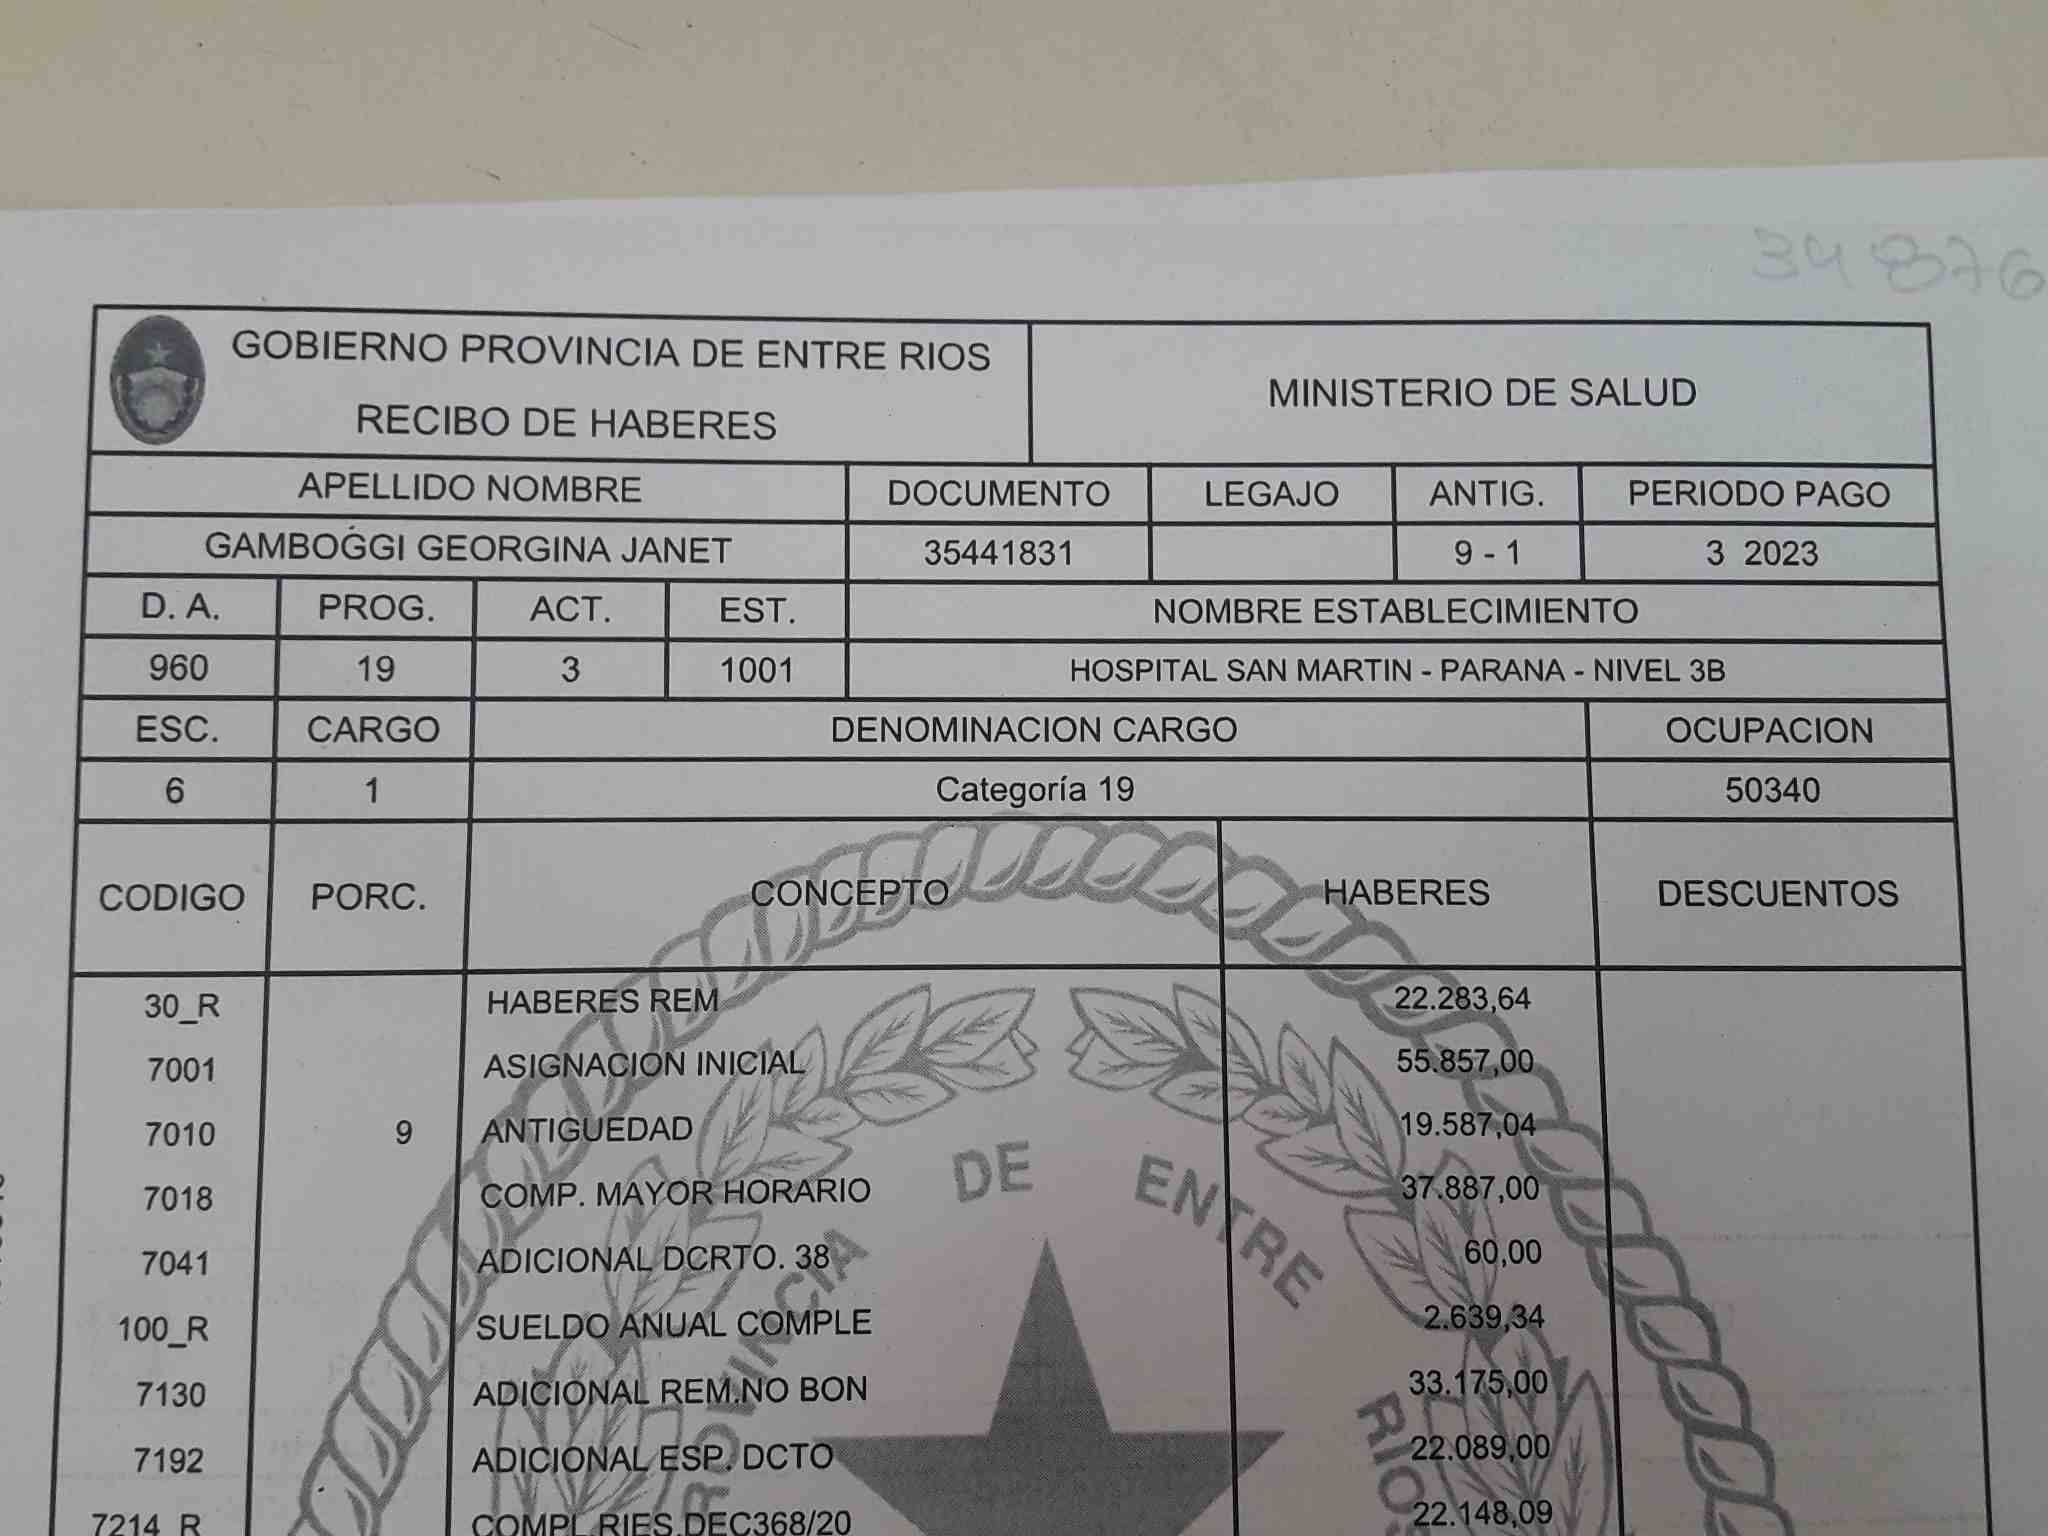 34876
GOBIERNO PROVINCIA DE ENTRE RIOS
RECIBO DE HABERES
MINISTERIO DE SALUD
APELLIDO NOMBRE DOCUMENTO LEGAJO ANTIG. PERIODO PAGO
GAMBOGGI GEORGINA JANET 35441831 9 - 1 3 2023
D. A. PROG. ACT. EST. NOMBRE ESTABLECIMIENTO
960 19 3 1001 HOSPITAL SAN MARTIN - PARANA - NIVEL 3B
ESC. CARGO DENOMINACION CARGO OCUPACION
6 1 Categoría 19 50340
CODIGO PORC. CONCEPTO HABERES DESCUENTOS
30_R HABERES REM 22.283,64
7001 ASIGNACION INICIAL 55.857,00
7010 9 ANTIGUEDAD 19.587,04
7018 COMP. MAYOR HORARIO 37.887,00
7041 ADICIONAL DCRTO. 38 60,00
100_R SUELDO ANUAL COMPLE 2.639,34
7130 ADICIONAL REM.NO BON 33.175,00
7192 ADICIONAL ESP. DCTO 22.089,00
7214_R COMPL.RIES.DEC368/20 22.148,09
PROVINCIA DE ENTRE RIOS